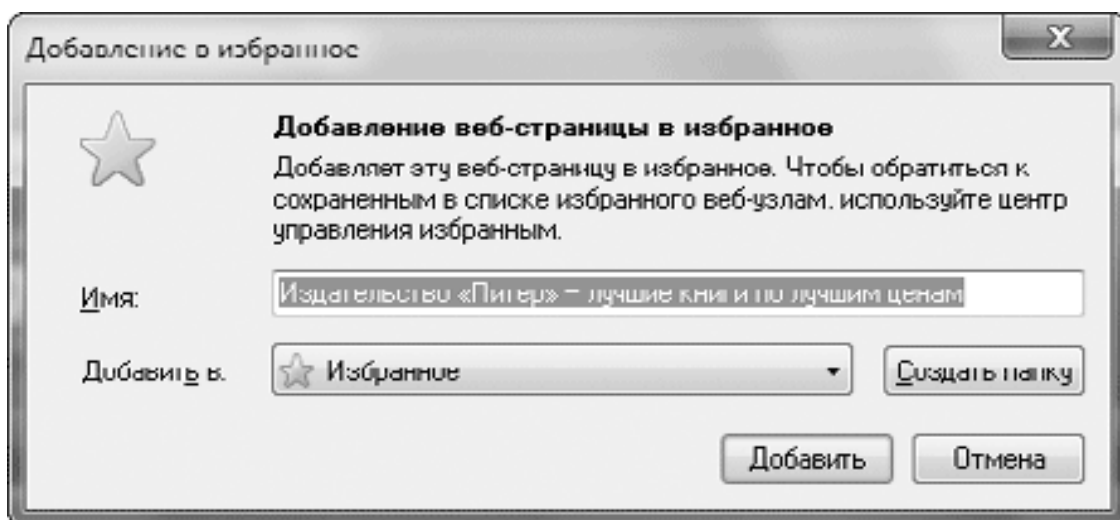 Добавление в избранное
Добавление веб-страницы в избранное
Добавляет эту веб-страницу в избранное. Чтобы обратиться к
сохраненным в списке избранного веб-узлам, используйте центр
управления избранным.
Имя: Издательство «Питер» – лучшие книги по лучшим ценам
Добавить в: Избранное Создать папку
Добавить Отмена